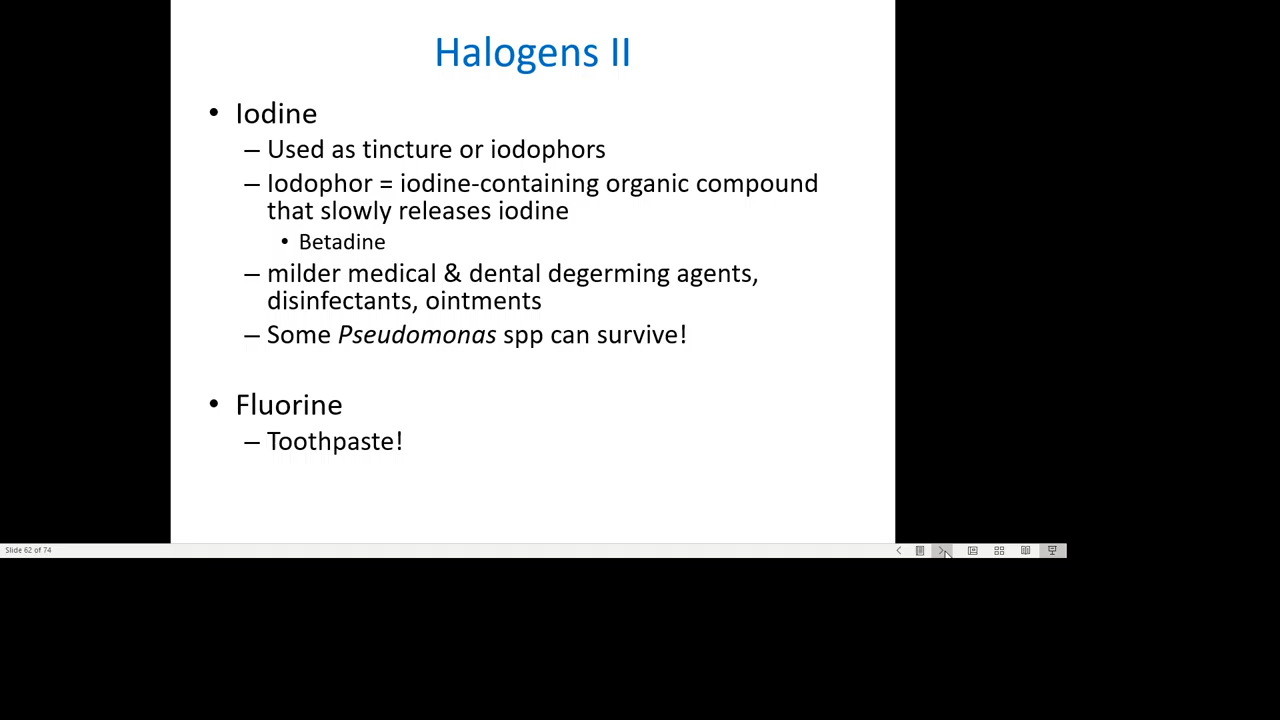 Halogens II
• Iodine
– Used as tincture or iodophors
– Iodophor = iodine-containing organic compound
that slowly releases iodine
• Betadine
– milder medical & dental degerming agents,
disinfectants, ointments
– Some Pseudomonas spp can survive!
• Fluorine
– Toothpaste!
Slide 62 of 74